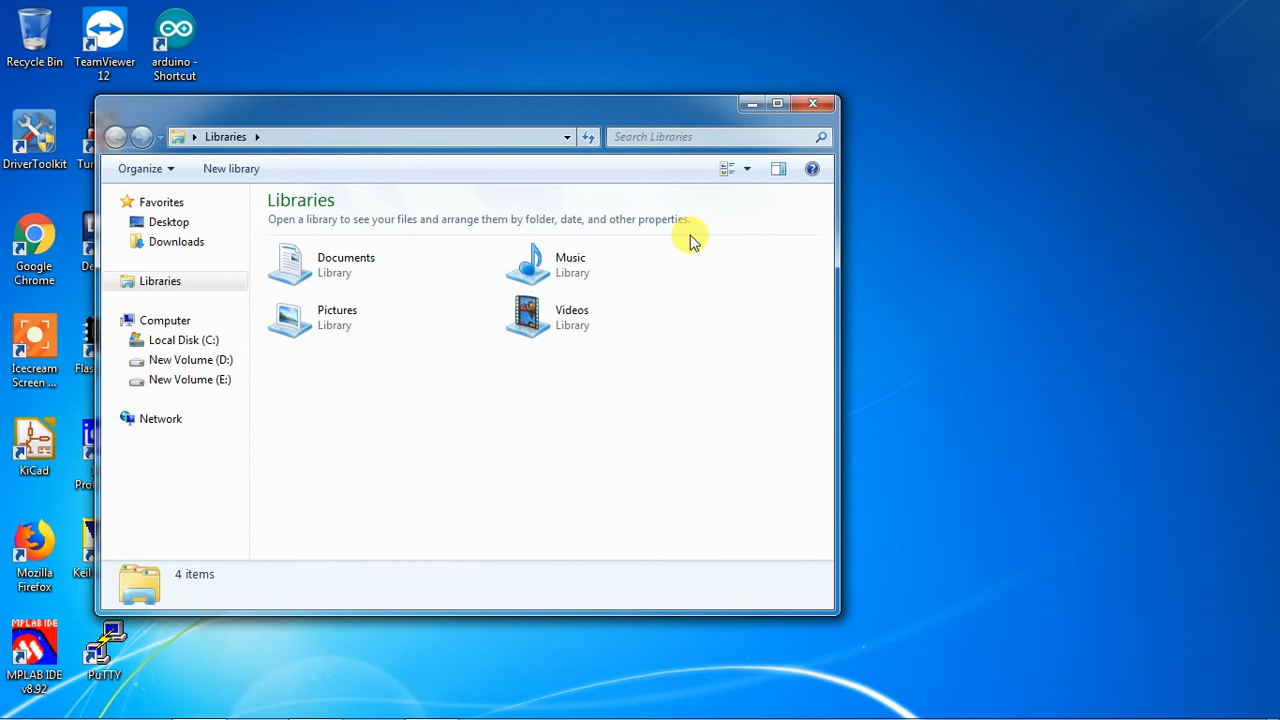 Recycle Bin
TeamViewer
12
arduino -
Shortcut
DriverToolkit
Google
Chrome
Icecream
Screen ...
KiCad
Mozilla
Firefox
MPLAB IDE
MPLAB IDE
v8.92
PuTTY
Libraries
Search Libraries
Organize
New library
Favorites
Desktop
Downloads
Libraries
Computer
Local Disk (C:)
New Volume (D:)
New Volume (E:)
Network
Libraries
Open a library to see your files and arrange them by folder, date, and other properties.
Documents
Library
Music
Library
Pictures
Library
Videos
Library
4 items